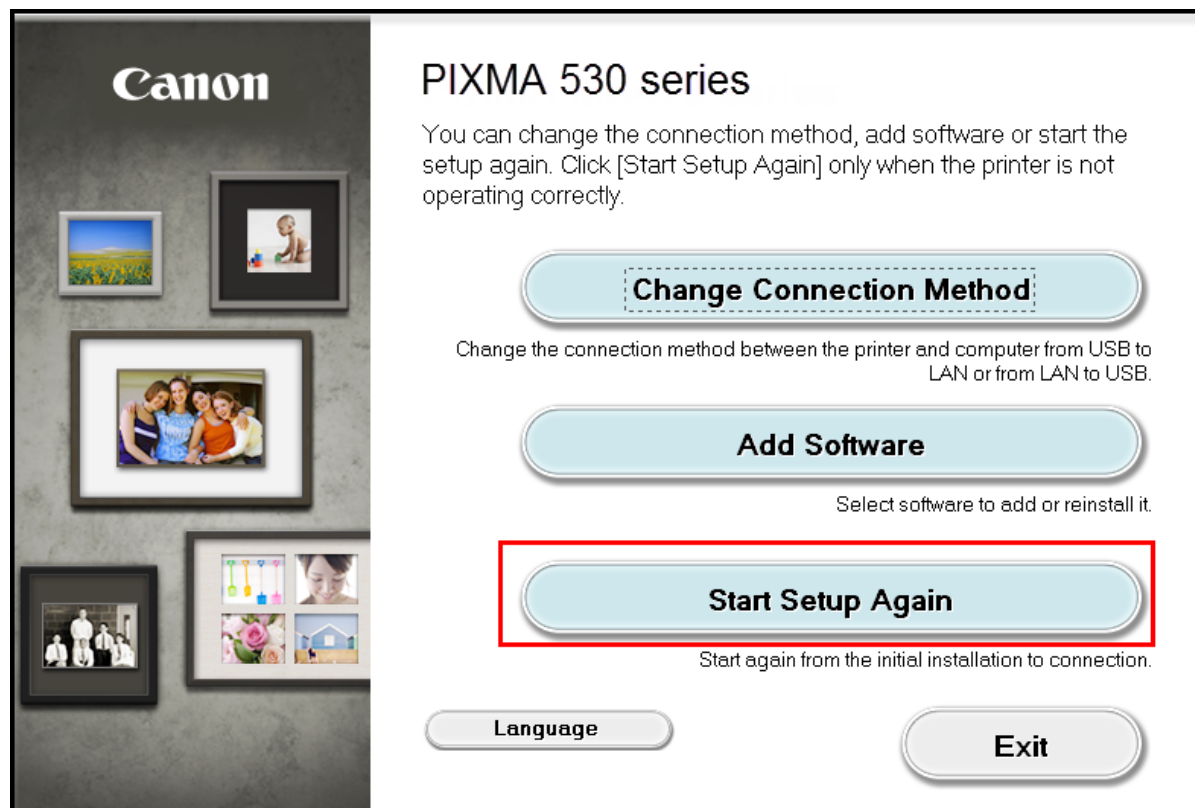 Canon
PIXMA 530 series
You can change the connection method, add software or start the
setup again. Click [Start Setup Again] only when the printer is not
operating correctly.
Change Connection Method
Change the connection method between the printer and computer from USB to
LAN or from LAN to USB.
Add Software
Select software to add or reinstall it.
Start Setup Again
Start again from the initial installation to connection.
Language
Exit